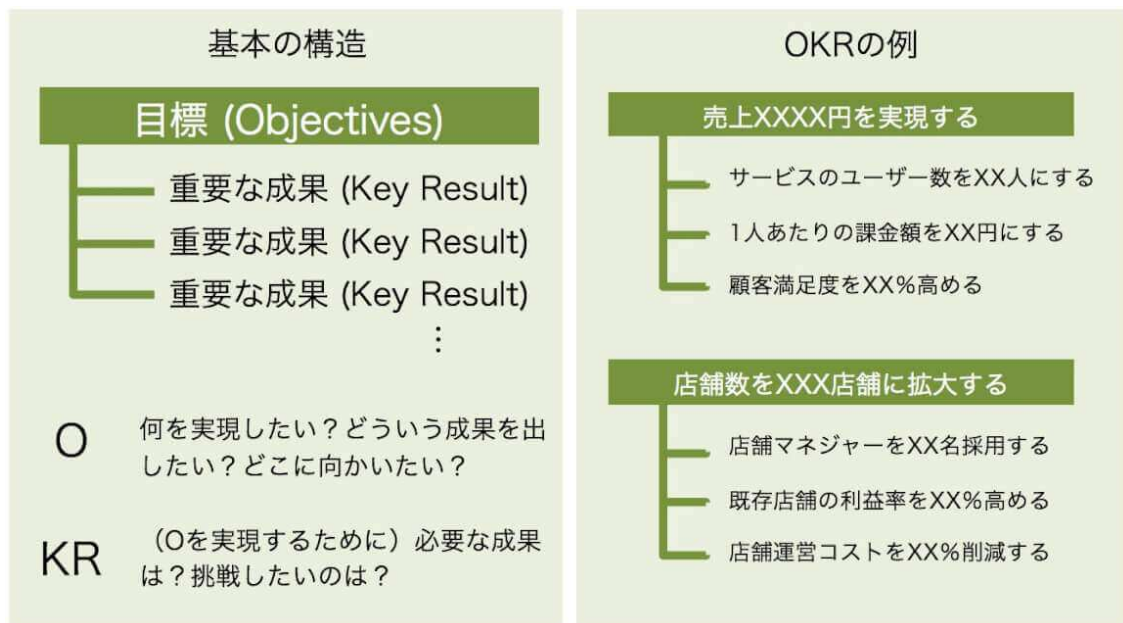 基本の構造
目標 (Objectives)
重要な成果 (Key Result)
重要な成果 (Key Result)
重要な成果 (Key Result)
⋮
O
何を実現したい？どういう成果を出
したい？どこに向かいたい？
KR
（Oを実現するために）必要な成果
は？挑戦したいのは？
OKRの例
売上XXXX円を実現する
サービスのユーザー数をXX人にする
1人あたりの課金額をXX円にする
顧客満足度をXX%高める
店舗数をXXX店舗に拡大する
店舗マネジャーをXX名採用する
既存店舗の利益率をXX%高める
店舗運営コストをXX%削減する